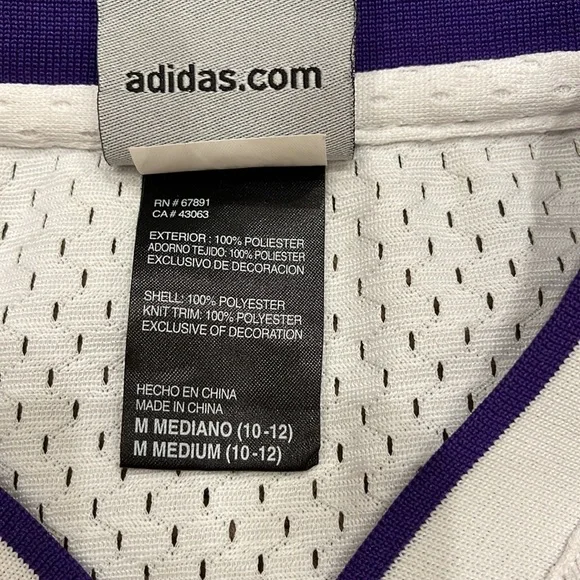 adidas.com
RN # 67891
CA # 43063
EXTERIOR : 100% POLIESTER
ADORNO TEJIDO: 100% POLIESTER
EXCLUSIVO DE DECORACION
SHELL: 100% POLYESTER
KNIT TRIM: 100% POLYESTER
EXCLUSIVE OF DECORATION
HECHO EN CHINA
MADE IN CHINA
M MEDIANO (10-12)
M MEDIUM (10-12)